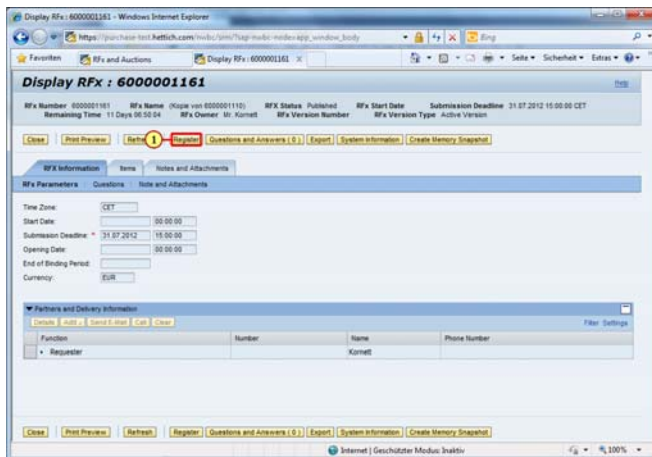 Display RFx : 6000001161 - Windows Internet Explorer
https://purchase-test.hettich.com/nwbc/srm/?sap-nwbc-node=app_window_body
Bing
Favoriten RFx and Auctions Display RFx : 6000001161 Seite Sicherheit Extras
Display RFx : 6000001161 Help
RFx Number 6000001161 RFx Name (Kopie von 6000001110) RFX Status Published RFx Start Date Submission Deadline 31.07.2012 15:00:00 CET
Remaining Time 11 Days 06:50:04 RFx Owner Mr. Kornett RFx Version Number RFx Version Type Active Version
Close Print Preview Refre 1 Register Questions and Answers ( 0 ) Export System Information Create Memory Snapshot
RFX Information Items Notes and Attachments
RFx Parameters Questions Note and Attachments
Time Zone: CET
Start Date: 00:00:00
Submission Deadline: * 31.07.2012 15:00:00
Opening Date: 00:00:00
End of Binding Period:
Currency: EUR
Partners and Delivery Information
Details Add Send E-Mail Call Clear Filter Settings
Function Number Name Phone Number
Requester Kornett
Close Print Preview Refresh Register Questions and Answers ( 0 ) Export System Information Create Memory Snapshot
Internet | Geschützter Modus: Inaktiv 100%